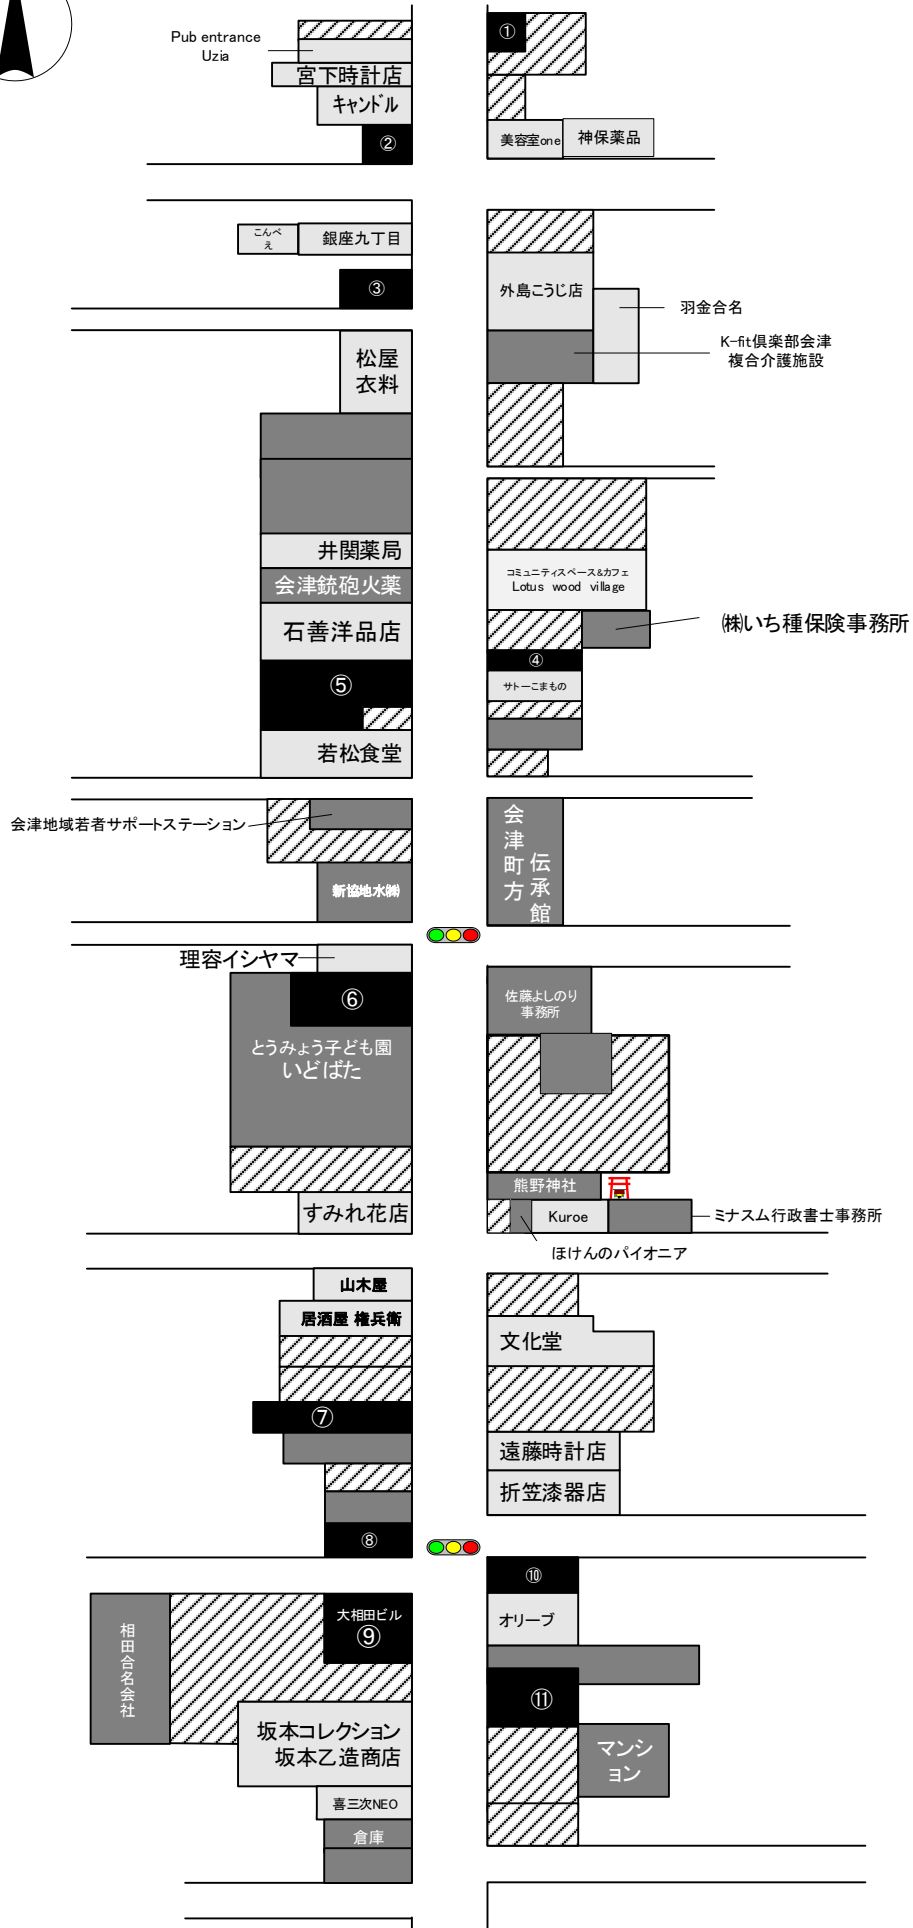 Pub entrance
Uzia
宮下時計店
キャンドル
②
①
美容室one
神保薬品
こんぺ
え
銀座九丁目
③
外島こうじ店
羽金合名
K-fit倶楽部会津
複合介護施設
松屋
衣料
井関薬局
会津銃砲火薬
石善洋品店
⑤
若松食堂
コミュニティスペース&カフェ
Lotus wood village
㈱いち種保険事務所
④
サトーこまもの
会津地域若者サポートステーション
新協地水㈱
会津町方
伝承館
理容イシヤマ
⑥
とうみょう子ども園
いどばた
すみれ花店
佐藤よしのり
事務所
熊野神社
Kuroe
ミナスム行政書士事務所
ほけんのパイオニア
山木屋
居酒屋 権兵衛
⑦
⑧
文化堂
遠藤時計店
折笠漆器店
相田合名会社
大相田ビル
⑨
坂本コレクション
坂本乙造商店
喜三次NEO
倉庫
⑩
オリーブ
⑪
マンシ
ョン